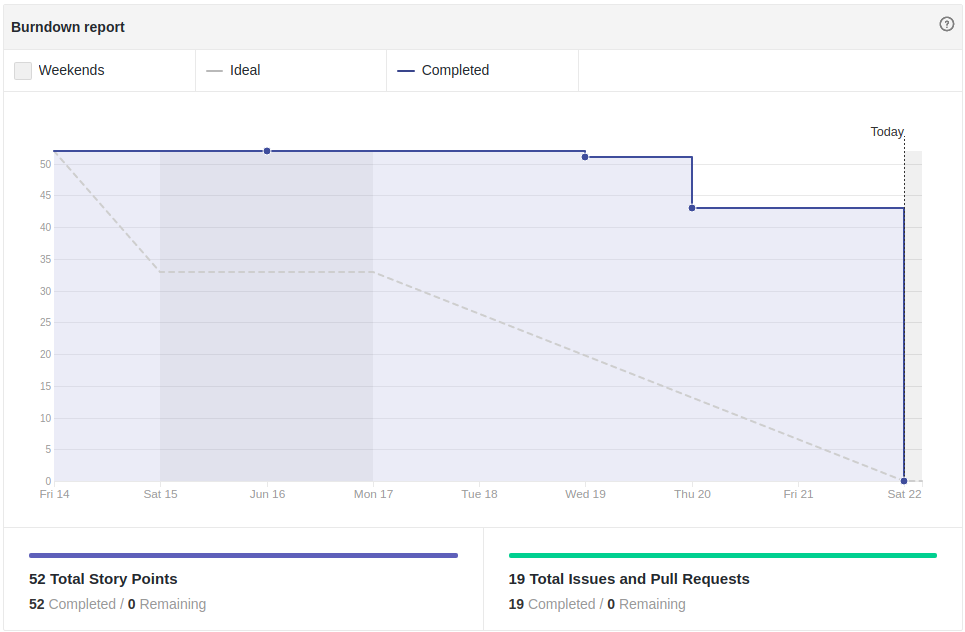 Burndown report
?
Weekends
Ideal
Completed
Today
50
45
40
35
30
25
20
15
10
5
0
Fri 14 Sat 15 Jun 16 Mon 17 Tue 18 Wed 19 Thu 20 Fri 21 Sat 22
52 Total Story Points
52 Completed / 0 Remaining
19 Total Issues and Pull Requests
19 Completed / 0 Remaining